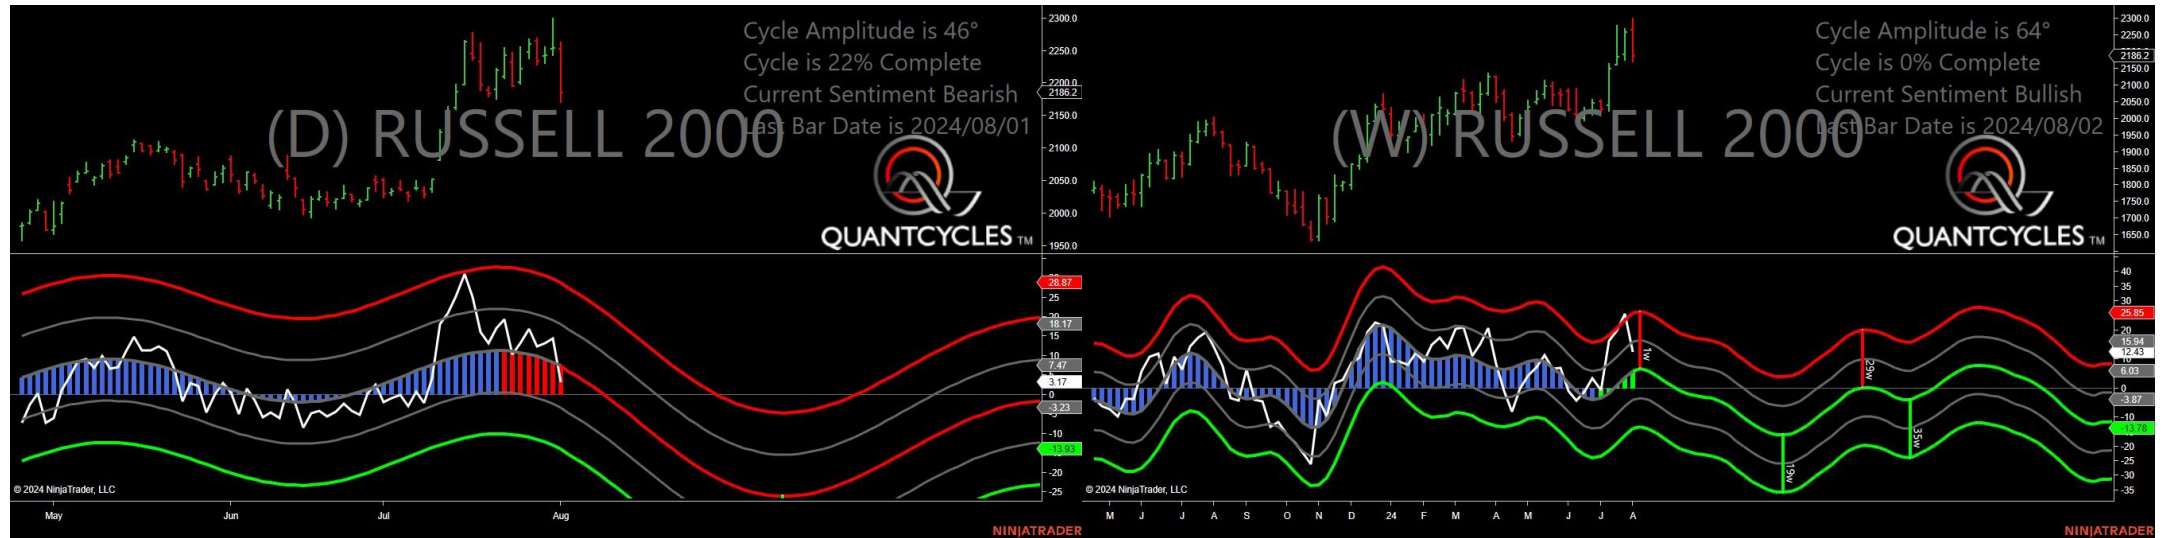 Cycle Amplitude is 46°
Cycle is 22% Complete
Current Sentiment Bearish
Last Bar Date is 2024/08/01
(D) RUSSELL 2000
QUANTCYCLES TM
2300.0
2250.0
2200.0
2186.2
2150.0
2100.0
2050.0
2000.0
1950.0
28.87
25
20
18.17
15
10
7.47
3.17
0
-3.23
-5
-10
-13.93
-20
-25
© 2024 NinjaTrader, LLC
May Jun Jul Aug
NINJATRADER
Cycle Amplitude is 64°
Cycle is 0% Complete
Current Sentiment Bullish
Last Bar Date is 2024/08/02
(W) RUSSELL 2000
QUANTCYCLES TM
2300.0
2250.0
2186.2
2150.0
2100.0
2050.0
2000.0
1950.0
1900.0
1850.0
1800.0
1750.0
1700.0
1650.0
40
35
30
25.85
20
15.94
12.43
10
6.03
0
-3.87
-10
-13.78
-20
-25
-30
-35
1w
29w
19w
35w
© 2024 NinjaTrader, LLC
M J J A S O N D 24 F M A M J J A
NINJATRADER